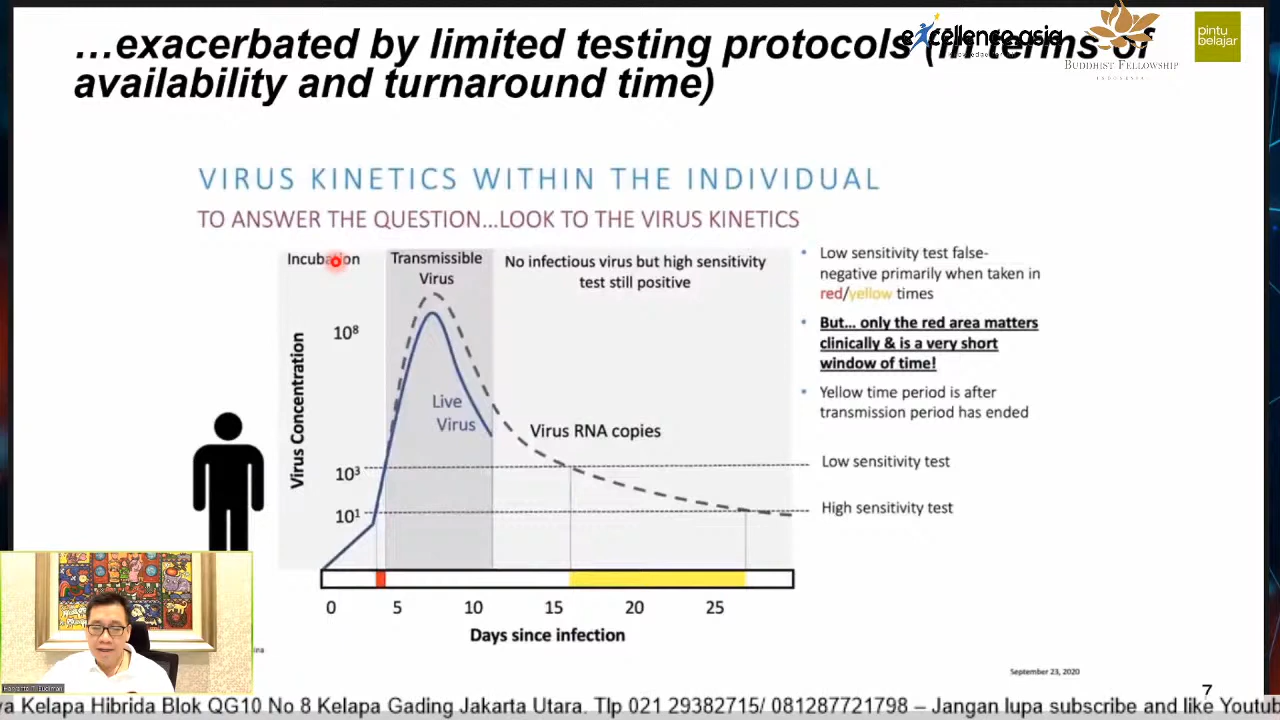 ...exacerbated by limited testing protocols (in terms of
availability and turnaround time)
excellence asia
BUDDHIST FELLOWSHIP
INDONESIA
pintu
belajar
VIRUS KINETICS WITHIN THE INDIVIDUAL
TO ANSWER THE QUESTION...LOOK TO THE VIRUS KINETICS
Incubation
Transmissible
Virus
No infectious virus but high sensitivity
test still positive
Virus Concentration
10⁸
10³
10¹
Live
Virus
Virus RNA copies
• Low sensitivity test false-
negative primarily when taken in
red/yellow times
• But... only the red area matters
clinically & is a very short
window of time!
• Yellow time period is after
transmission period has ended
Low sensitivity test
High sensitivity test
0 5 10 15 20 25
Days since infection
September 23, 2020
7
va Kelapa Hibrida Blok QG10 No 8 Kelapa Gading Jakarta Utara. Tlp 021 29382715/ 081287721798 – Jangan lupa subscribe and like Youtub